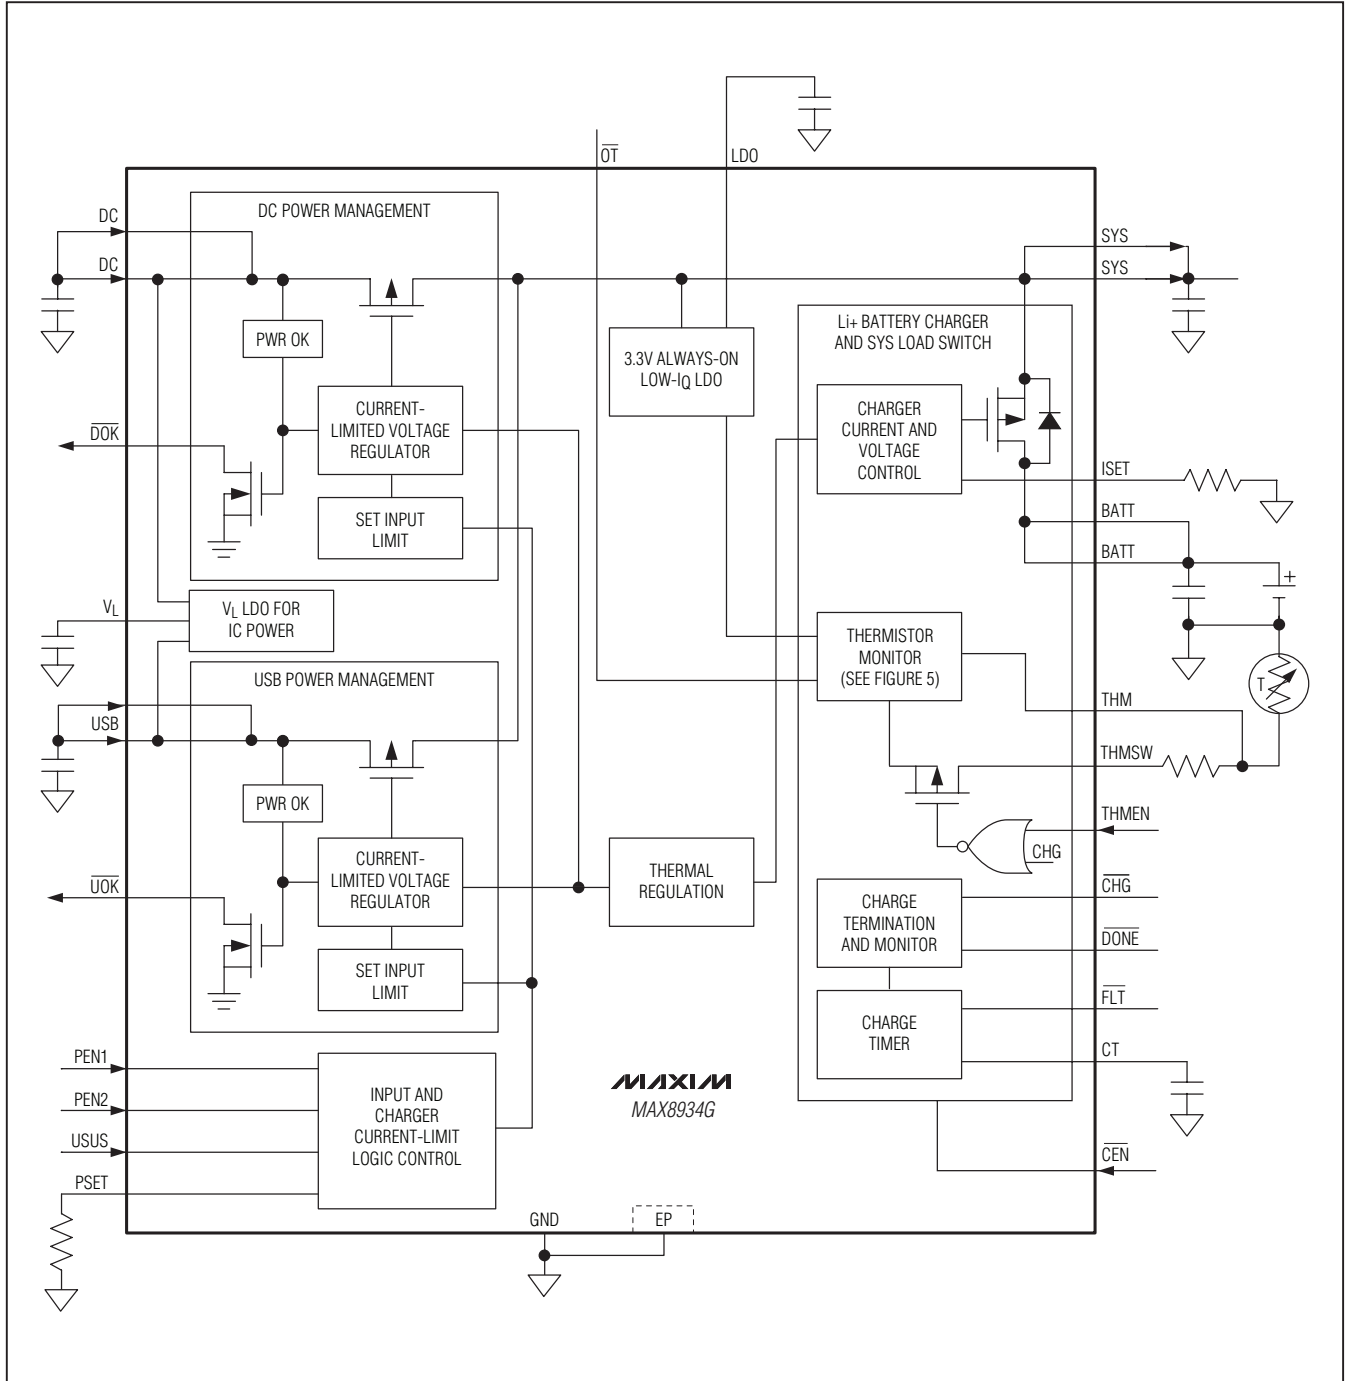 OT
LDO
DC POWER MANAGEMENT
DC
DC
SYS
SYS
PWR OK
3.3V ALWAYS-ON
LOW-IQ LDO
Li+ BATTERY CHARGER
AND SYS LOAD SWITCH
CURRENT-
LIMITED VOLTAGE
REGULATOR
CHARGER
CURRENT AND
VOLTAGE
CONTROL
DOK
ISET
SET INPUT
LIMIT
BATT
BATT
+
VL
VL LDO FOR
IC POWER
THERMISTOR
MONITOR
(SEE FIGURE 5)
T
USB POWER MANAGEMENT
THM
USB
THMSW
PWR OK
THMEN
CHG
CURRENT-
LIMITED VOLTAGE
REGULATOR
THERMAL
REGULATION
UOK
CHG
CHARGE
TERMINATION
AND MONITOR
DONE
SET INPUT
LIMIT
FLT
CHARGE
TIMER
CT
PEN1
PEN2
USUS
PSET
INPUT AND
CHARGER
CURRENT-LIMIT
LOGIC CONTROL
MAXIM
MAX8934G
CEN
GND
EP